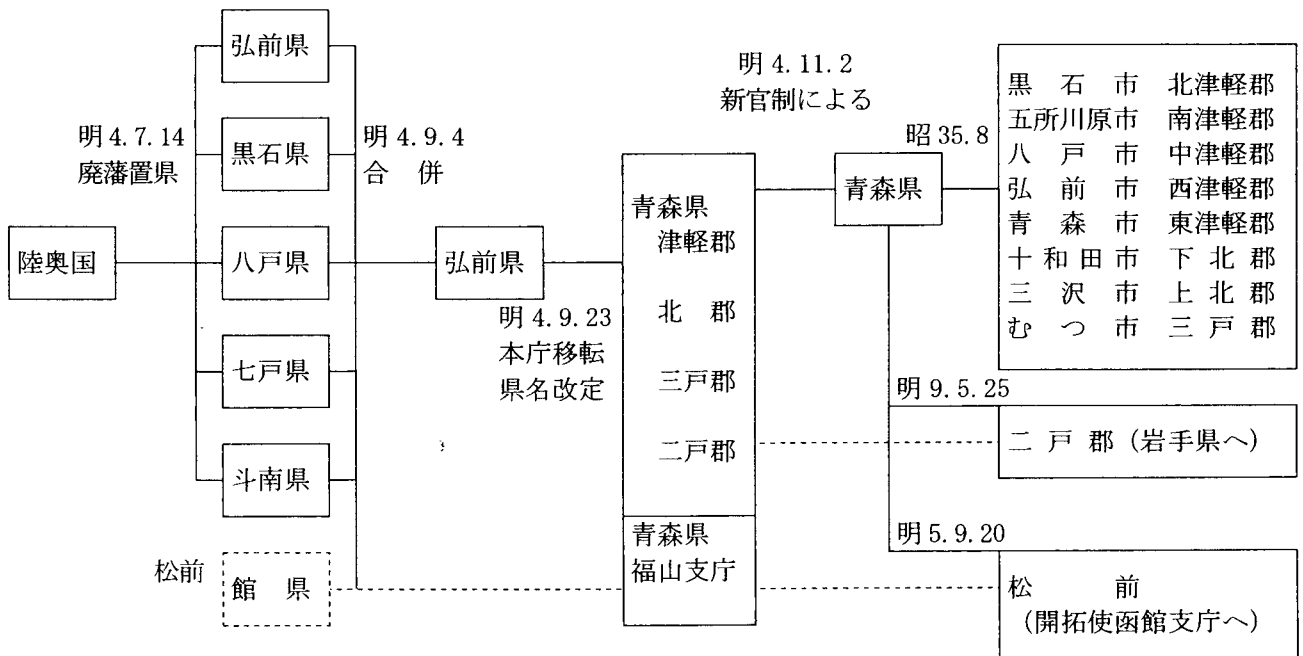 陸奥国
明4.7.14
廃藩置県
弘前県
黒石県
八戸県
七戸県
斗南県
松前
館 県
明4.9.4
合 併
弘前県
明4.9.23
本庁移転
県名改定
青森県
津軽郡
北 郡
三戸郡
二戸郡
青森県
福山支庁
明4.11.2
新官制による
青森県
昭35.8
黒 石 市 北津軽郡
五所川原市 南津軽郡
八 戸 市 中津軽郡
弘 前 市 西津軽郡
青 森 市 東津軽郡
十和田市 下 北 郡
三 沢 市 上 北 郡
む つ 市 三 戸 郡
明9.5.25
二 戸 郡 (岩手県へ)
明5.9.20
松 前
(開拓使函館支庁へ)